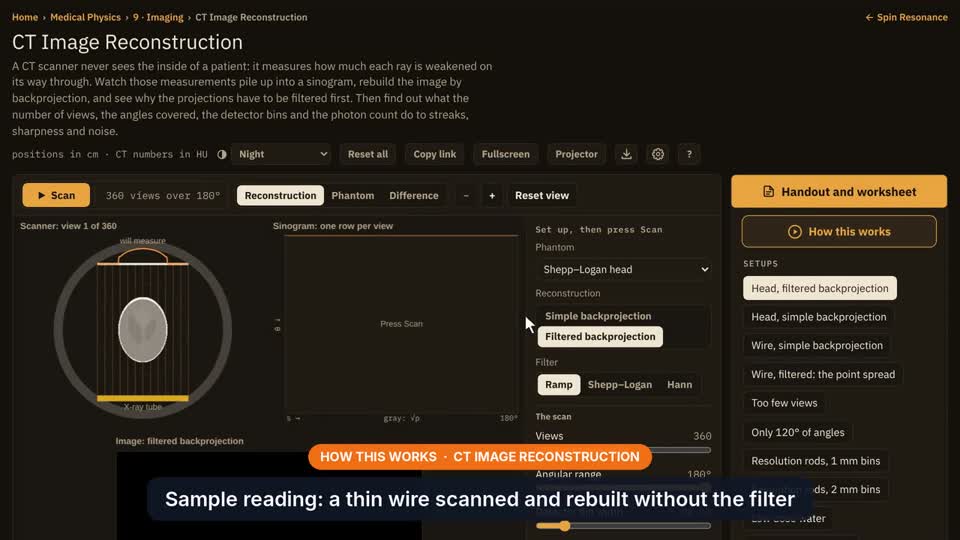 Home › Medical Physics › 9 · Imaging › CT Image Reconstruction
← Spin Resonance
CT Image Reconstruction
A CT scanner never sees the inside of a patient: it measures how much each ray is weakened on
its way through. Watch those measurements pile up into a sinogram, rebuild the image by
backprojection, and see why the projections have to be filtered first. Then find out what the
number of views, the angles covered, the detector bins and the photon count do to streaks,
sharpness and noise.
positions in cm · CT numbers in HU
Night
Reset all
Copy link
Fullscreen
Projector
?
Scan
360 views over 180°
Reconstruction
Phantom
Difference
−
+
Reset view
Handout and worksheet
How this works
Scanner: view 1 of 360
will measure
X-ray tube
Sinogram: one row per view
Press Scan
θ ↓
s →
gray: √p
180°
Image: filtered backprojection
Set up, then press Scan
Phantom
Shepp–Logan head
Reconstruction
Simple backprojection
Filtered backprojection
Filter
Ramp
Shepp–Logan
Hann
The scan
Views
360
Angular range
180°
SETUPS
Head, filtered backprojection
Head, simple backprojection
Wire, simple backprojection
Wire, filtered: the point spread
Too few views
Only 120° of angles
Resolution rods, 1 mm bins
rods, 2 mm bins
HOW THIS WORKS · CT IMAGE RECONSTRUCTION
Sample reading: a thin wire scanned and rebuilt without the filter